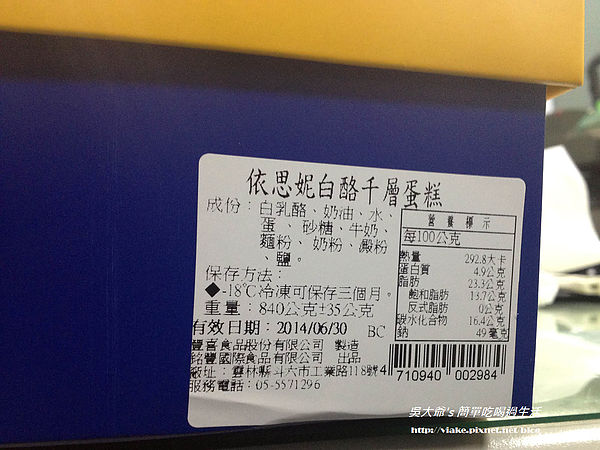 依思妮白酪千層蛋糕
成份：白乳酪、奶油、水、
蛋、砂糖、牛奶、
麵粉、奶粉、澱粉
、鹽。
保存方法：
◆-18℃冷凍可保存三個月。
重量：840公克±35公克
有效日期：2014/06/30 BC
豐喜食品股份有限公司 製造
銘豐國際食品有限公司 出品
廠址：雲林縣斗六市工業路118號
服務電話：05-5571296
營養標示
每100公克
熱量 292.8大卡
蛋白質 4.9公克
脂肪 23.3公克
飽和脂肪 13.7公克
反式脂肪 0公克
碳水化合物 16.4公克
鈉 49毫克
4 710940 002984
吳大爺's 簡單吃喝過生活
http://viake.pixnet.net/blog